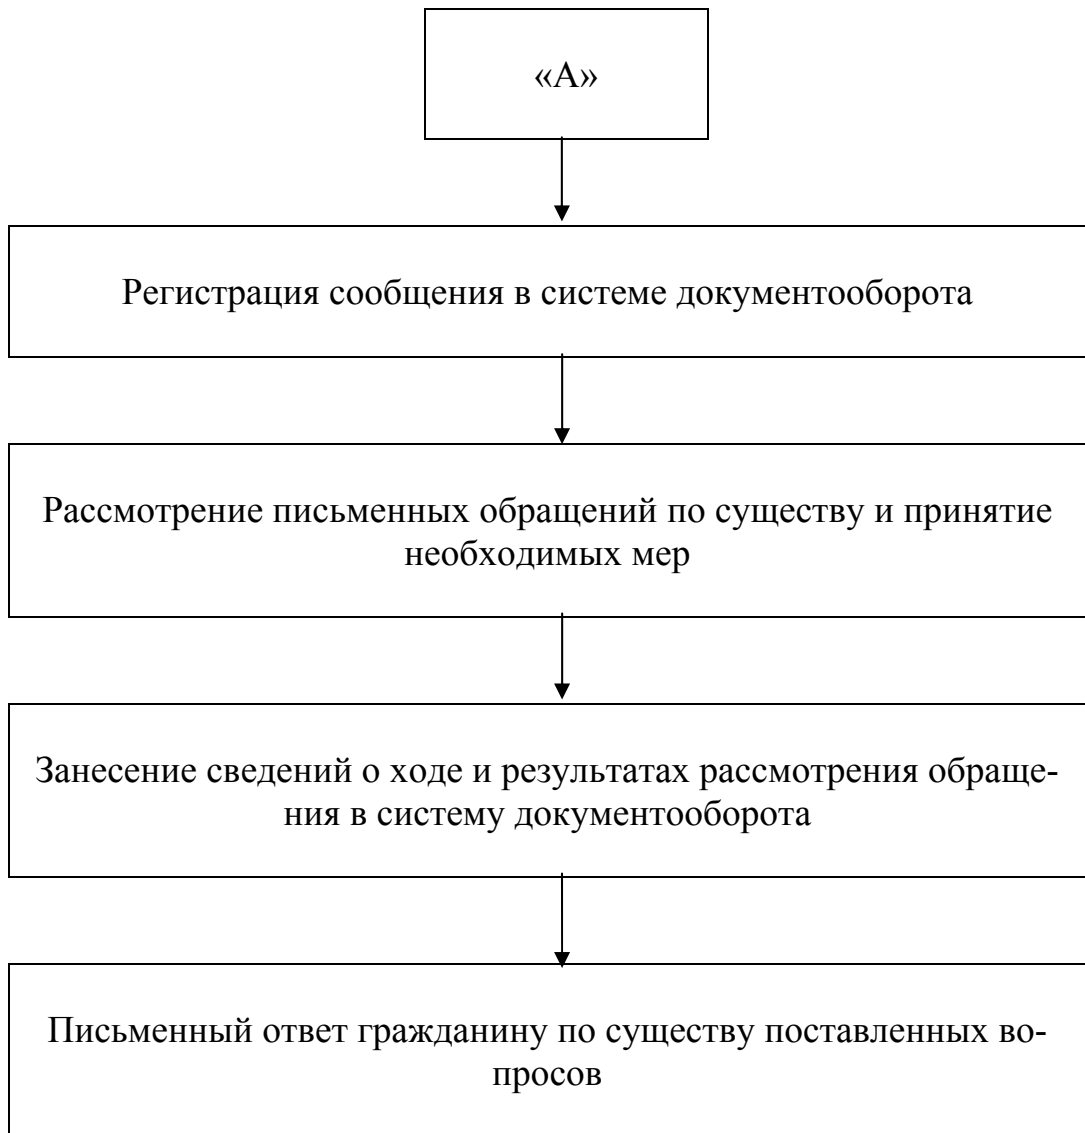 «А»
Регистрация сообщения в системе документооборота
Рассмотрение письменных обращений по существу и принятие
необходимых мер
Занесение сведений о ходе и результатах рассмотрения обраще-
ния в систему документооборота
Письменный ответ гражданину по существу поставленных во-
просов